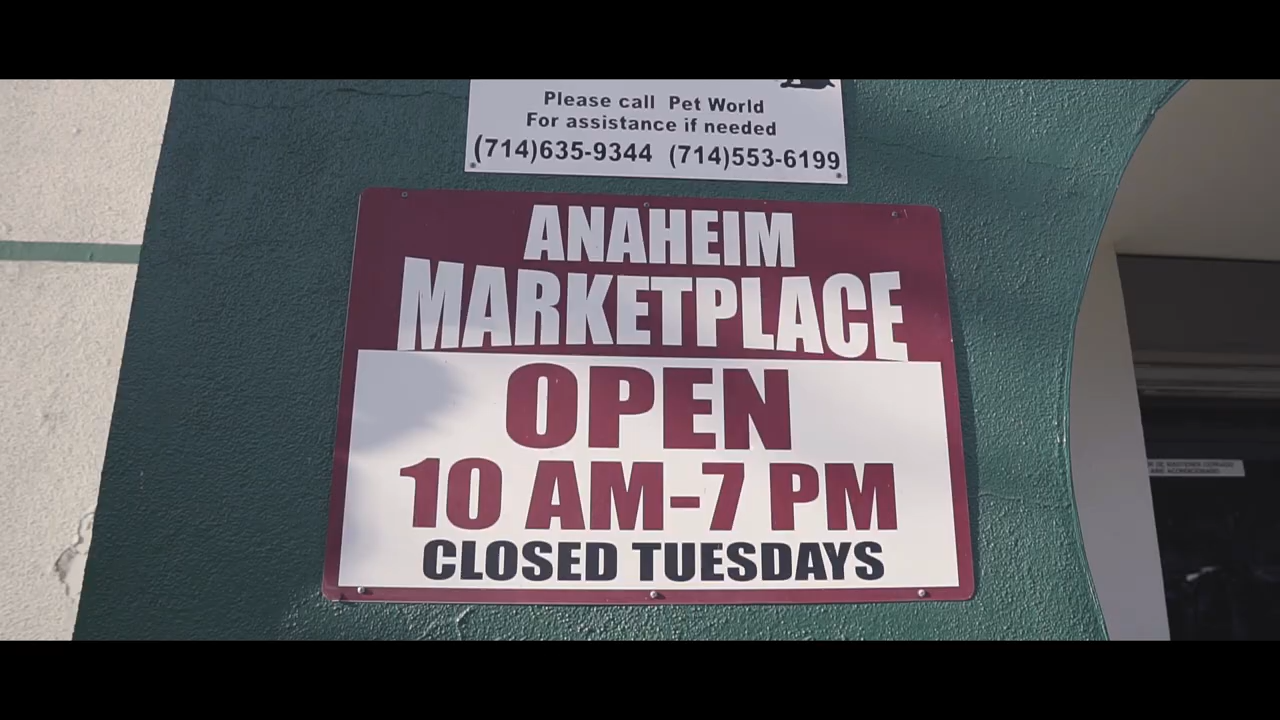 Please call Pet World
For assistance if needed
(714)635-9344 (714)553-6199
ANAHEIM
MARKETPLACE
OPEN
10 AM-7 PM
CLOSED TUESDAYS